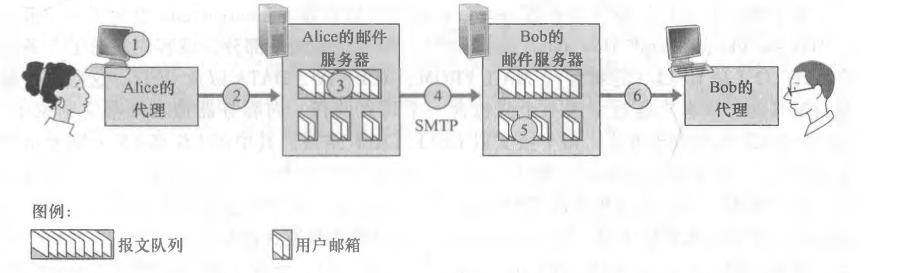 1
Alice的
代理
2
Alice的邮件
服务器
3
4
SMTP
Bob的
邮件服务器
5
6
Bob的
代理
图例:
报文队列
用户邮箱